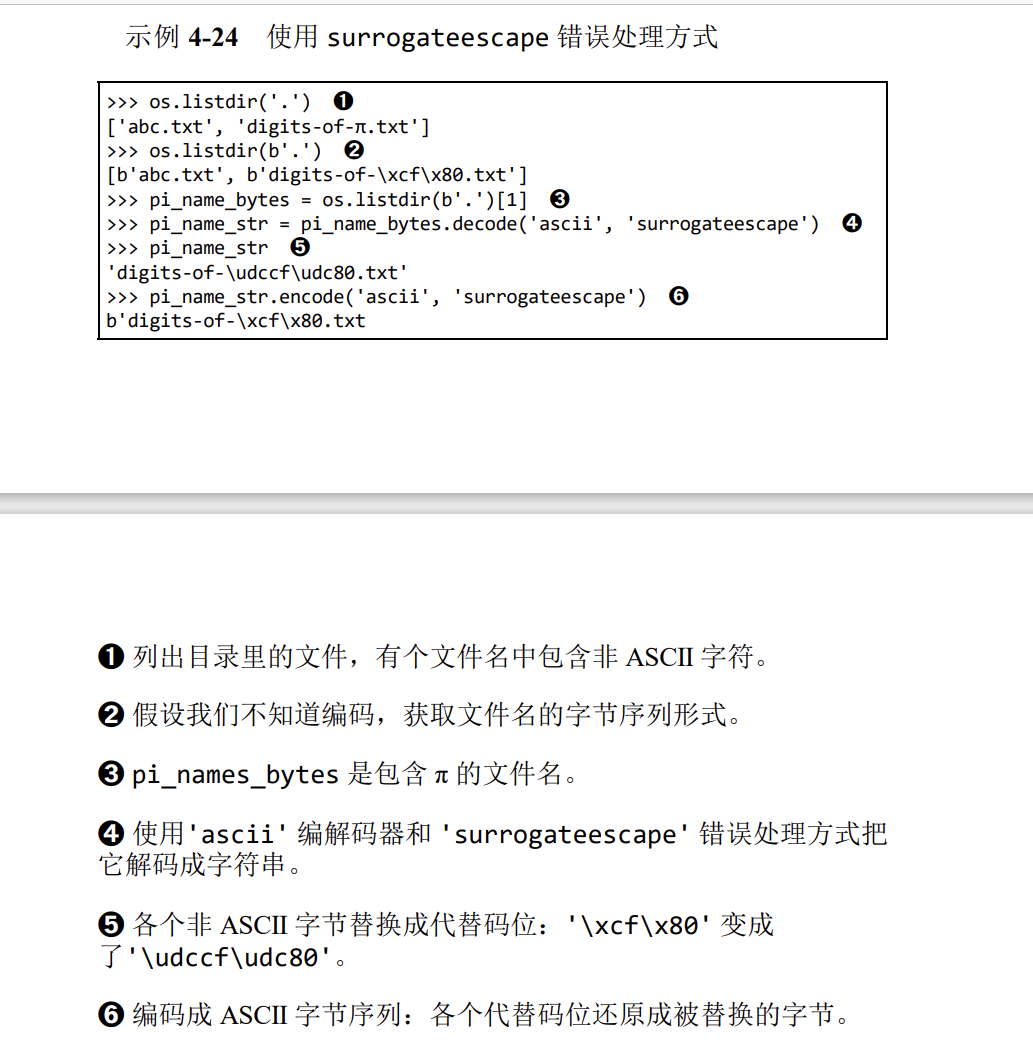 示例 4-24 使用 surrogateescape 错误处理方式
>>> os.listdir('.') ❶
['abc.txt', 'digits-of-π.txt']
>>> os.listdir(b'.') ❷
[b'abc.txt', b'digits-of-\xcf\x80.txt']
>>> pi_name_bytes = os.listdir(b'.')[1] ❸
>>> pi_name_str = pi_name_bytes.decode('ascii', 'surrogateescape') ❹
>>> pi_name_str ❺
'digits-of-\udccf\udc80.txt'
>>> pi_name_str.encode('ascii', 'surrogateescape') ❻
b'digits-of-\xcf\x80.txt
❶ 列出目录里的文件，有个文件名中包含非 ASCII 字符。
❷ 假设我们不知道编码，获取文件名的字节序列形式。
❸ pi_names_bytes 是包含 π 的文件名。
❹ 使用'ascii' 编解码器和 'surrogateescape' 错误处理方式把
它解码成字符串。
❺ 各个非 ASCII 字节替换成代替码位：'\xcf\x80' 变成
了'\udccf\udc80'。
❻ 编码成 ASCII 字节序列：各个代替码位还原成被替换的字节。